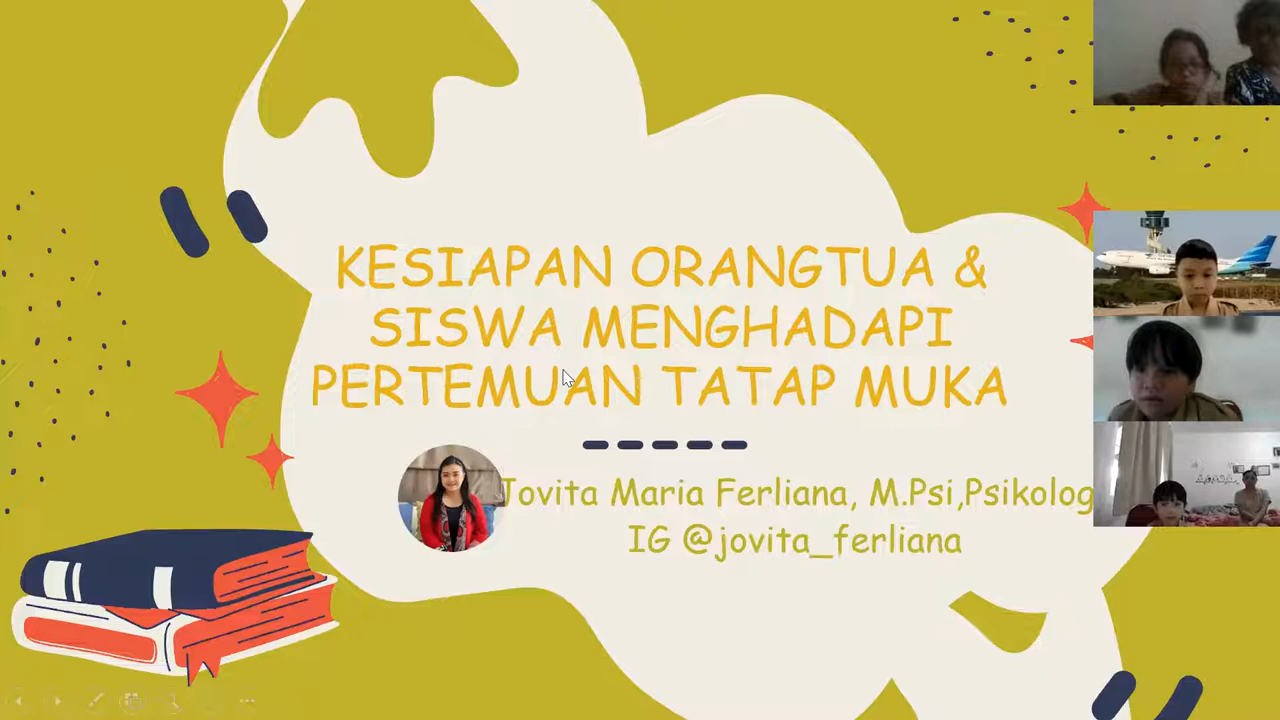 KESIAPAN ORANGTUA &
SISWA MENGHADAPI
PERTEMUAN TATAP MUKA
Jovita Maria Ferliana, M.Psi,Psikolog
IG @jovita_ferliana